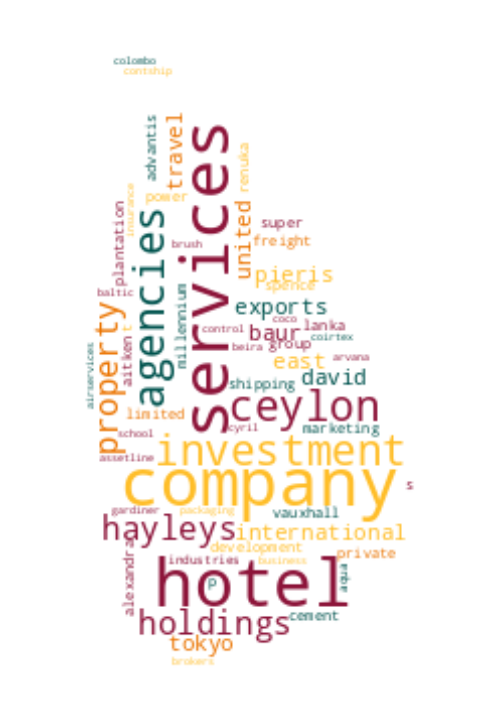 colombo
contship
advantis
travel
services
renuka
insurance
power
plantation
agencies
united
super
freight
brush
pieris
spence
baltic
millennium
exports
coco
property
t
control
baur
lanka
coirtex
airservices
aitken
beira
group
east
arvana
shipping
david
limited
ceylon
school
cyril
marketing
investment
assetline
company
s
gardiner
packaging
vauxhall
hayleys
international
alexandra
development
private
industries
business
hotel
p
aqua
holdings
cement
tokyo
brokers